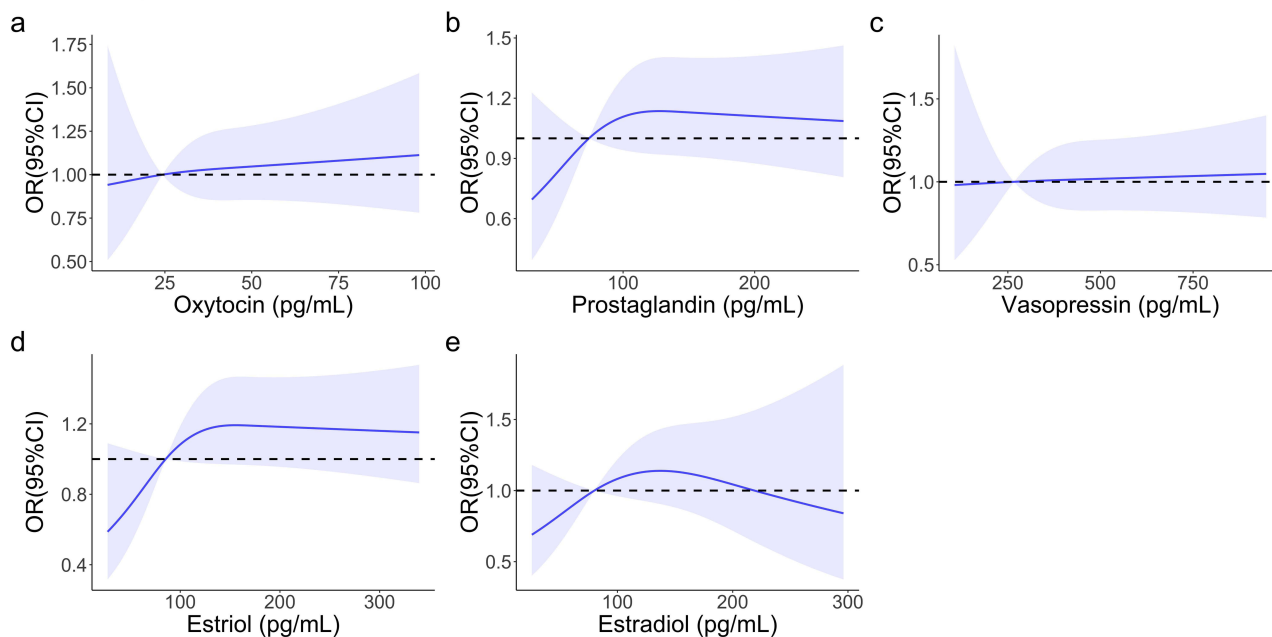 a
OR(95%CI)
1.75
1.50
1.25
1.00
0.75
0.50
25
50
75
100
Oxytocin (pg/mL)
b
OR(95%CI)
1.5
1.2
0.9
0.6
100
200
Prostaglandin (pg/mL)
c
OR(95%CI)
1.5
1.0
0.5
250
500
750
Vasopressin (pg/mL)
d
OR(95%CI)
1.2
0.8
0.4
100
200
300
Estriol (pg/mL)
e
OR(95%CI)
1.5
1.0
0.5
100
200
300
Estradiol (pg/mL)